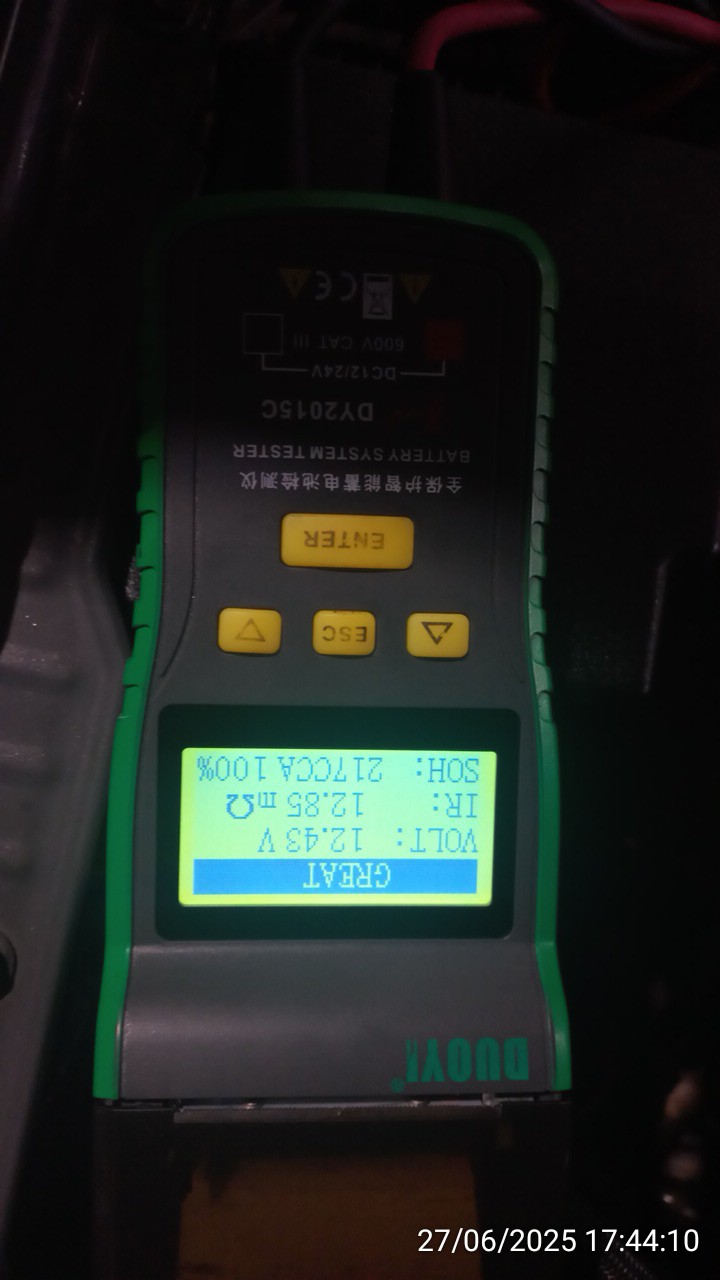 DUOYI®
GREAT
VOLT: 12.43 V
IR: 12.85 mΩ
SOH: 217CCA 100%
ESC
ENTER
全保护智能蓄电池检测仪
BATTERY SYSTEM TESTER
DY2015C
DC12/24V
600V CAT III
CE
27/06/2025 17:44:10